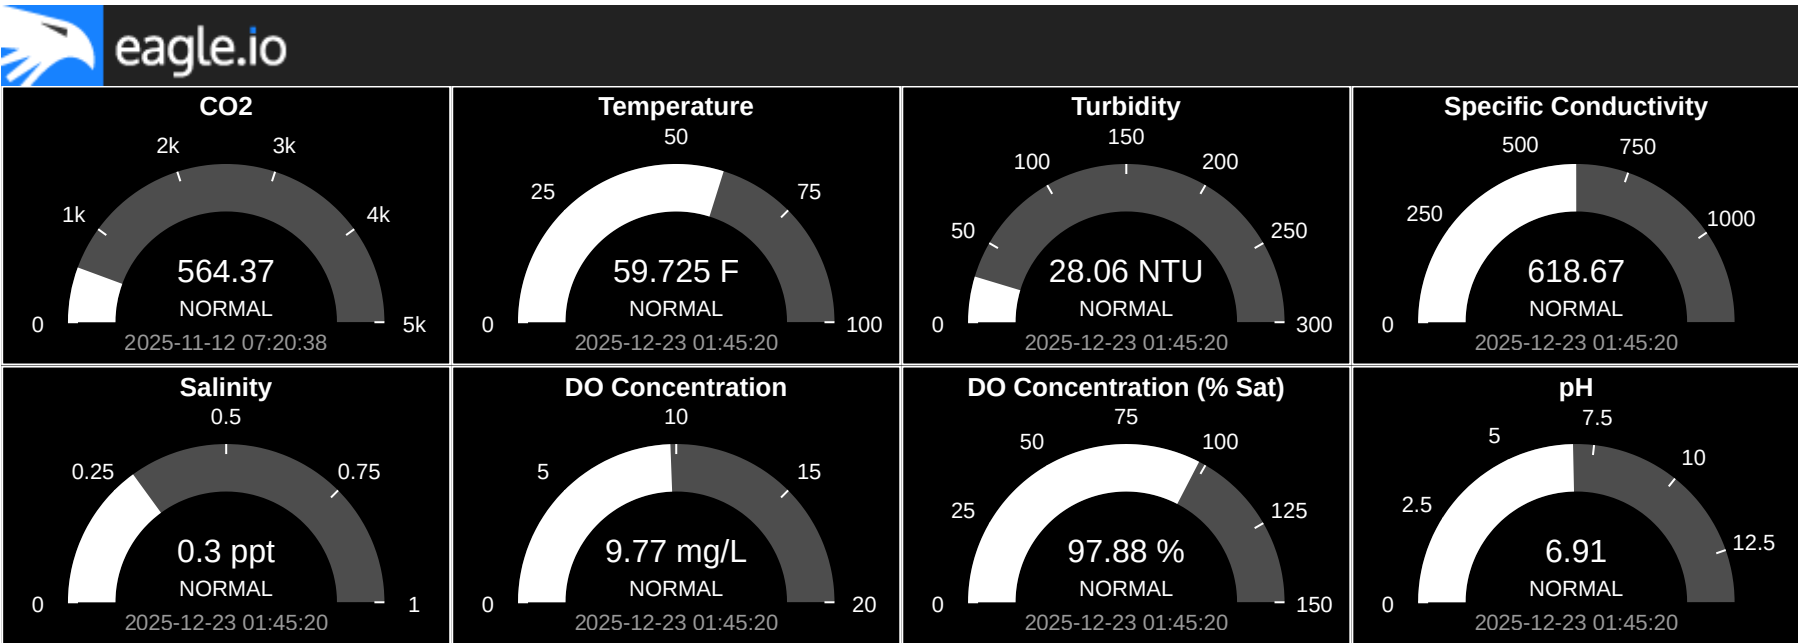 eagle.io
CO2
0
1k
2k
3k
4k
5k
564.37
NORMAL
2025-11-12 07:20:38
Temperature
0
25
50
75
100
59.725 F
NORMAL
2025-12-23 01:45:20
Turbidity
0
50
100
150
200
250
300
28.06 NTU
NORMAL
2025-12-23 01:45:20
Specific Conductivity
0
250
500
750
1000
618.67
NORMAL
2025-12-23 01:45:20
Salinity
0
0.25
0.5
0.75
1
0.3 ppt
NORMAL
2025-12-23 01:45:20
DO Concentration
0
5
10
15
20
9.77 mg/L
NORMAL
2025-12-23 01:45:20
DO Concentration (% Sat)
0
25
50
75
100
125
150
97.88 %
NORMAL
2025-12-23 01:45:20
pH
0
2.5
5
7.5
10
12.5
6.91
NORMAL
2025-12-23 01:45:20